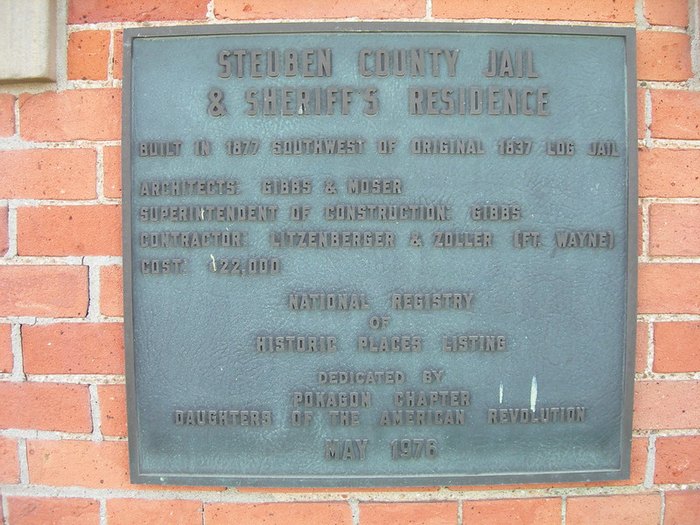 STEUBEN COUNTY JAIL
& SHERIFF'S RESIDENCE
BUILT IN 1877 SOUTHWEST OF ORIGINAL 1837 LOG JAIL
ARCHITECTS: GIBBS & MOSER
SUPERINTENDENT OF CONSTRUCTION: GIBBS
CONTRACTOR: LITZENBERGER & ZOLLER (FT. WAYNE)
COST: $22,000
NATIONAL REGISTRY
OF
HISTORIC PLACES LISTING
DEDICATED BY
POKAGON CHAPTER
DAUGHTERS OF THE AMERICAN REVOLUTION
MAY 1976